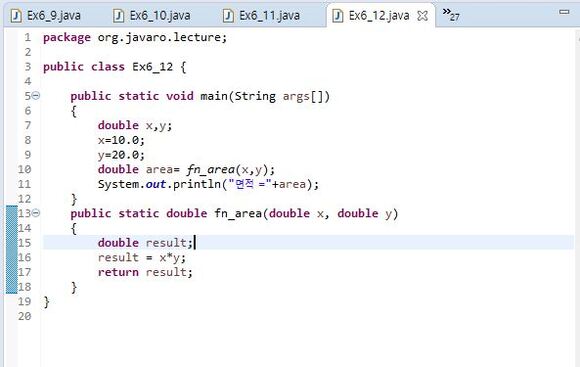 Ex6_9.java Ex6_10.java Ex6_11.java Ex6_12.java »27
1 package org.javaro.lecture;
2
3 public class Ex6_12 {
4
5 public static void main(String args[])
6 {
7 double x,y;
8 x=10.0;
9 y=20.0;
10 double area= fn_area(x,y);
11 System.out.println("면적 ="+area);
12 }
13 public static double fn_area(double x, double y)
14 {
15 double result;
16 result = x*y;
17 return result;
18 }
19 }
20